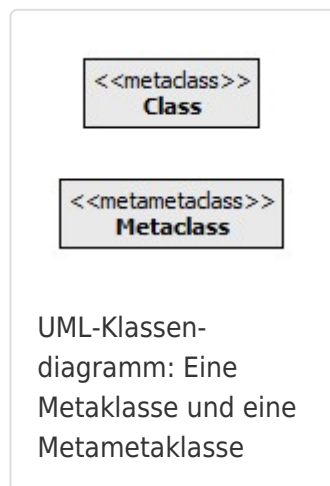 <<metaclass>>
Class
<<metametaclass>>
Metaclass
UML-Klassen-
diagramm: Eine
Metaklasse und eine
Metametaklasse